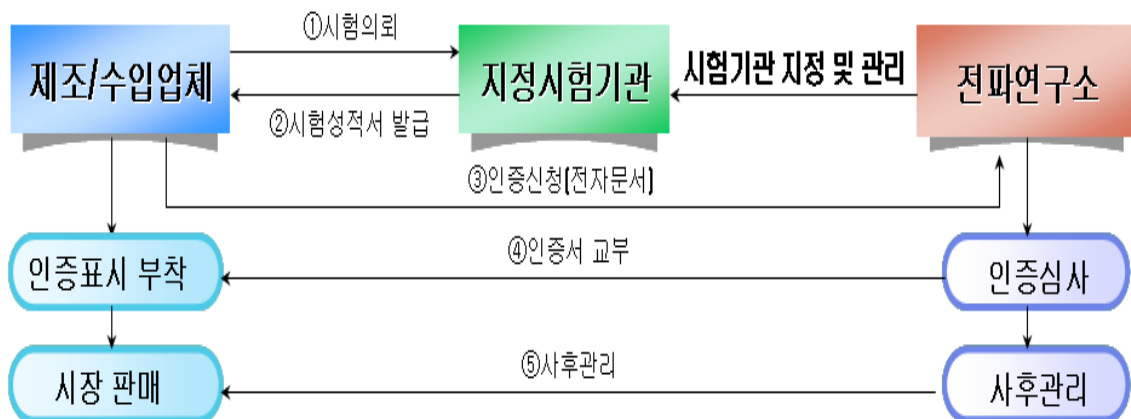 ①시험의뢰
제조/수입업체
지정시험기관
시험기관 지정 및 관리
전파연구소
②시험성적서 발급
③인증신청(전자문서)
인증표시 부착
④인증서 교부
인증심사
시장 판매
⑤사후관리
사후관리